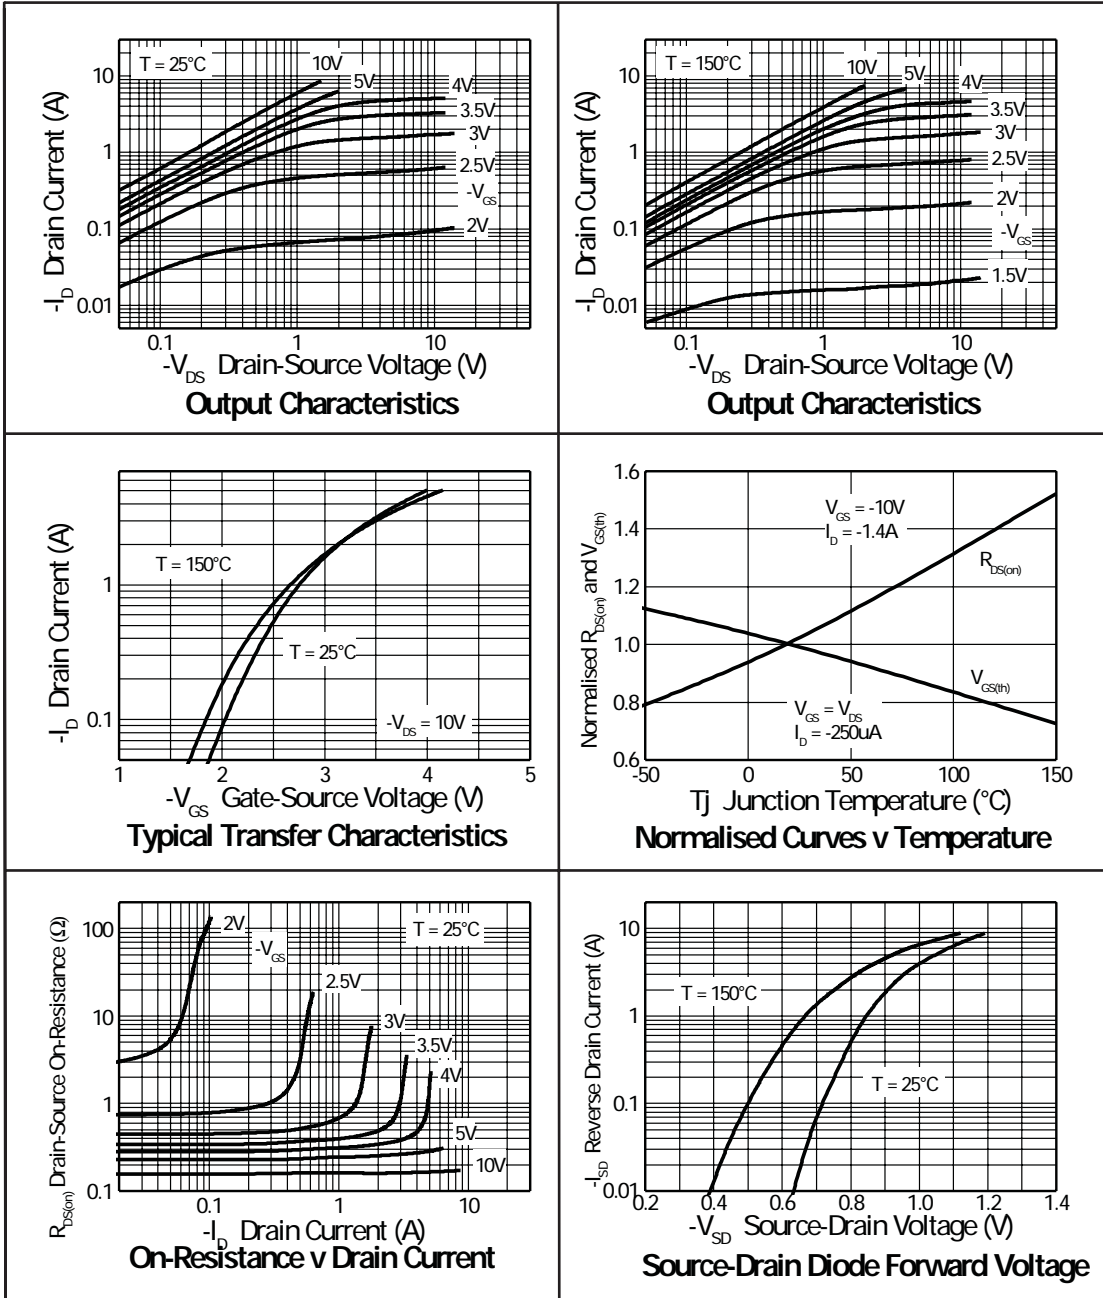 T = 25°C
10V
5V
4V
3.5V
3V
2.5V
-VGS
2V
10
1
0.1
0.01
-ID Drain Current (A)
0.1
1
10
-VDS Drain-Source Voltage (V)
Output Characteristics
T = 150°C
10V
5V
4V
3.5V
3V
2.5V
2V
-VGS
1.5V
10
1
0.1
0.01
-ID Drain Current (A)
0.1
1
10
-VDS Drain-Source Voltage (V)
Output Characteristics
T = 150°C
T = 25°C
-VDS = 10V
1
0.1
-ID Drain Current (A)
1
2
3
4
5
-VGS Gate-Source Voltage (V)
Typical Transfer Characteristics
1.6
1.4
1.2
1.0
0.8
0.6
Normalised RDS(on) and VGS(th)
VGS = -10V
ID = -1.4A
RDS(on)
VGS(th)
VGS = VDS
ID = -250uA
-50
0
50
100
150
Tj Junction Temperature (°C)
Normalised Curves v Temperature
2V
-VGS
T = 25°C
2.5V
3V
3.5V
4V
5V
10V
100
10
1
0.1
RDS(on) Drain-Source On-Resistance (Ω)
0.1
1
10
-ID Drain Current (A)
On-Resistance v Drain Current
T = 150°C
T = 25°C
10
1
0.1
0.01
-ISD Reverse Drain Current (A)
0.2
0.4
0.6
0.8
1.0
1.2
1.4
-VSD Source-Drain Voltage (V)
Source-Drain Diode Forward Voltage